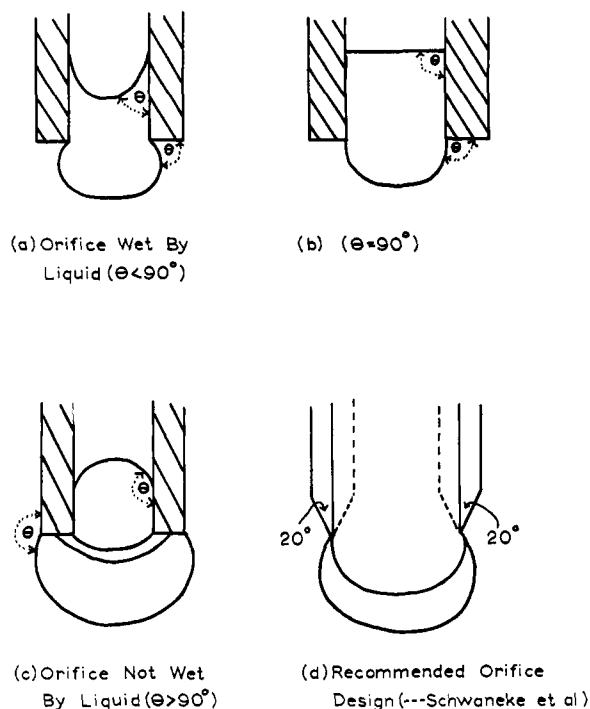 θ
θ
θ
θ
(a) Orifice Wet By
Liquid (θ<90°)
(b) (θ=90°)
θ
θ
20°
20°
(c) Orifice Not Wet
By Liquid (θ>90°)
(d) Recommended Orifice
Design (---Schwaneke et al)